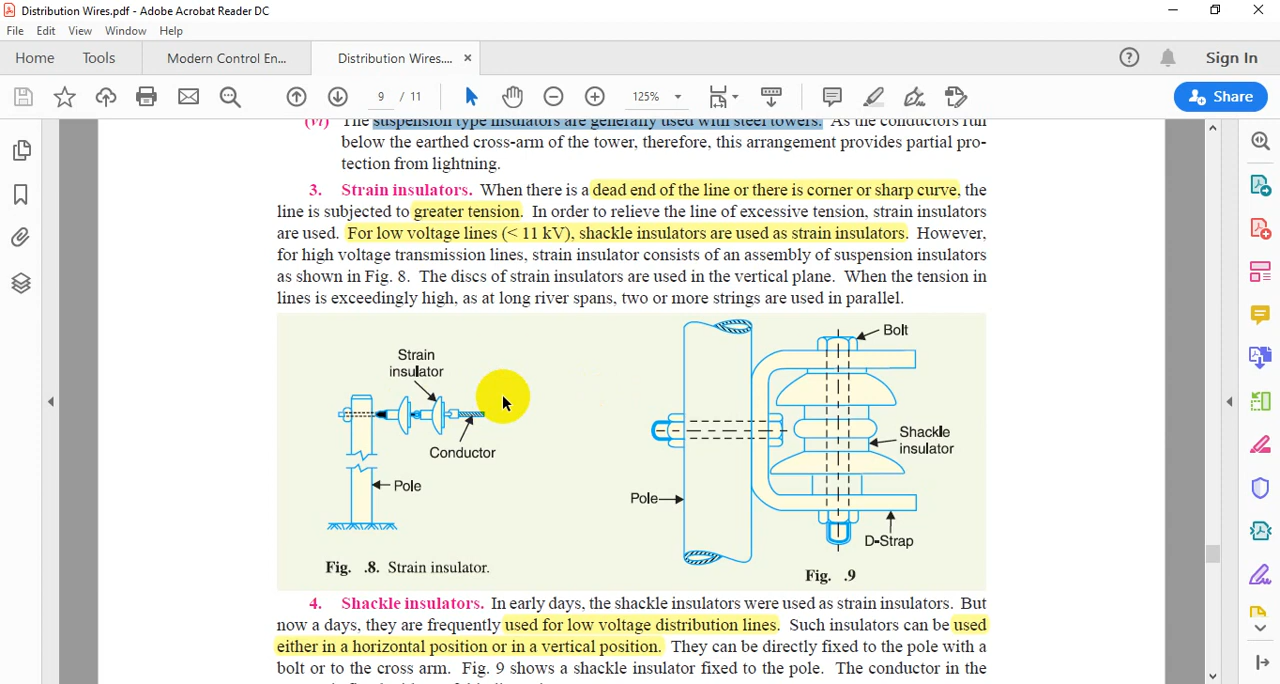 Distribution Wires.pdf - Adobe Acrobat Reader DC
File Edit View Window Help
Home Tools Modern Control En... Distribution Wires.... × Sign In
9 / 11 125% Share
(vi) The suspension type insulators are generally used with steel towers. As the conductors run
below the earthed cross-arm of the tower, therefore, this arrangement provides partial pro-
tection from lightning.
3. Strain insulators. When there is a dead end of the line or there is corner or sharp curve, the
line is subjected to greater tension. In order to relieve the line of excessive tension, strain insulators
are used. For low voltage lines (< 11 kV), shackle insulators are used as strain insulators. However,
for high voltage transmission lines, strain insulator consists of an assembly of suspension insulators
as shown in Fig. 8. The discs of strain insulators are used in the vertical plane. When the tension in
lines is exceedingly high, as at long river spans, two or more strings are used in parallel.
Strain
insulator
Conductor
Pole
Fig. .8. Strain insulator.
Bolt
Shackle
insulator
Pole
D-Strap
Fig. .9
4. Shackle insulators. In early days, the shackle insulators were used as strain insulators. But
now a days, they are frequently used for low voltage distribution lines. Such insulators can be used
either in a horizontal position or in a vertical position. They can be directly fixed to the pole with a
bolt or to the cross arm. Fig. 9 shows a shackle insulator fixed to the pole. The conductor in the